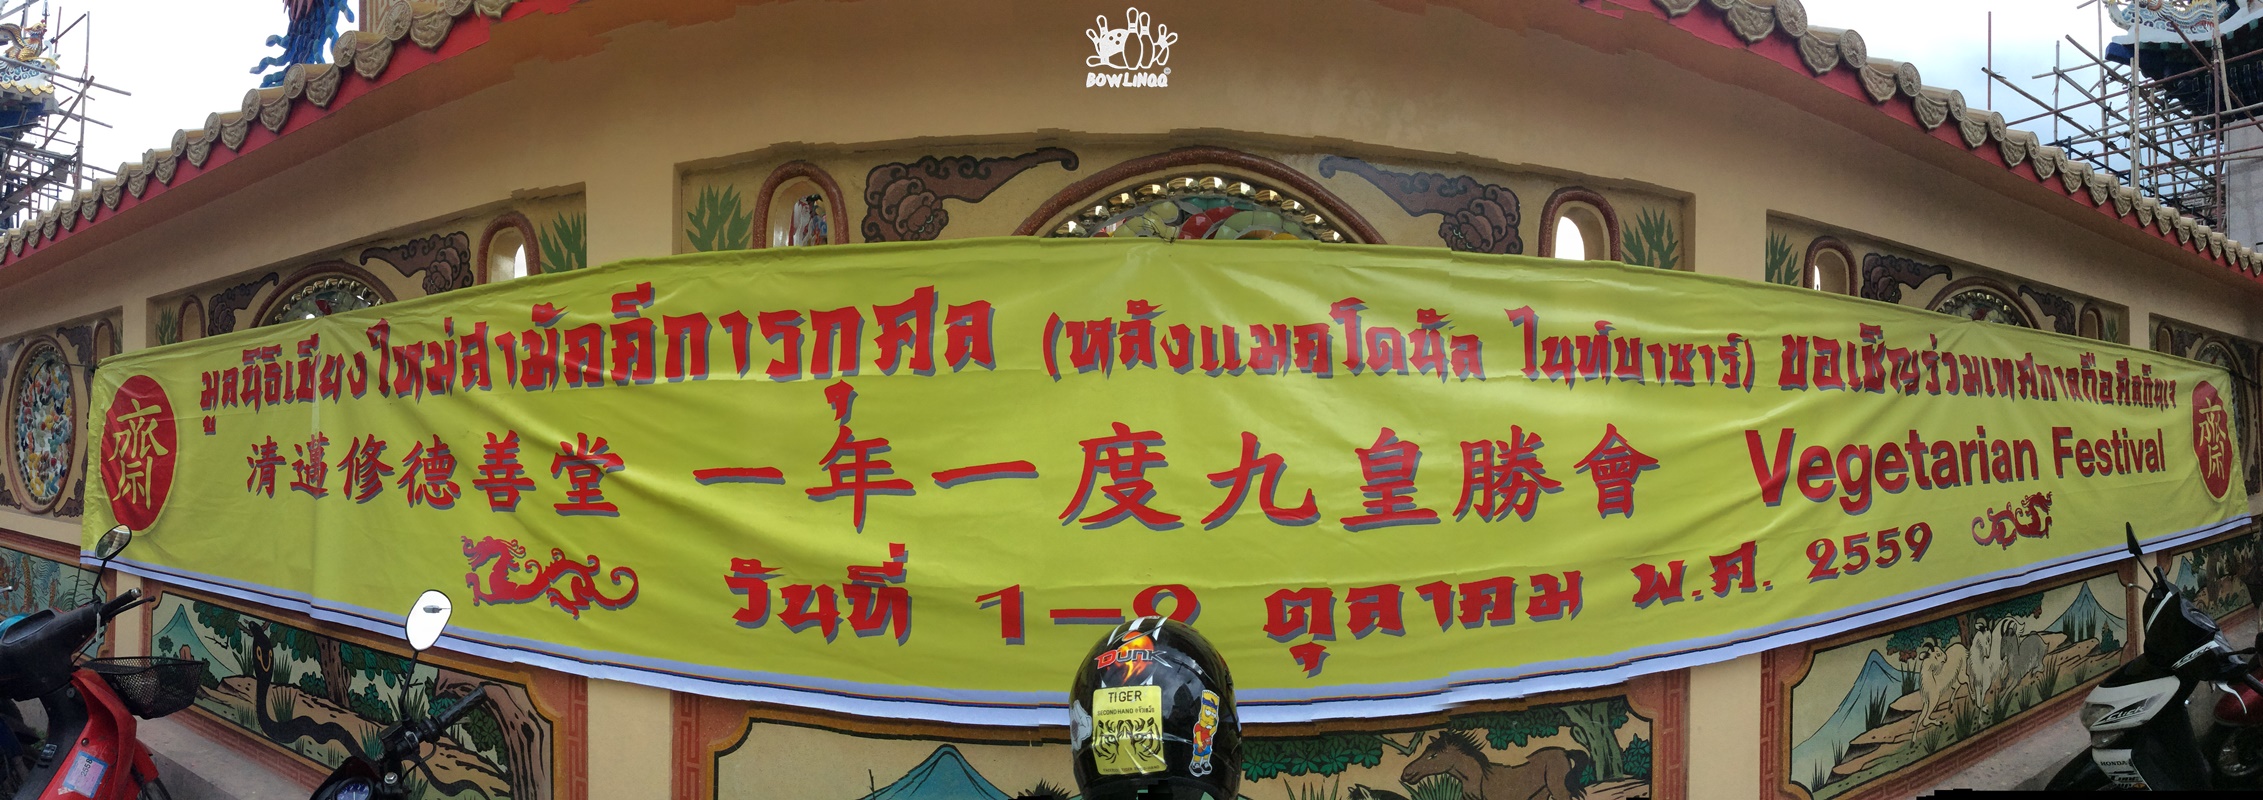 BOWLINGG
มูลนิธิเชียงใหม่สามัคคีการกุศล (หลังแมคโดนัล ไนท์บาซาร์) ขอเชิญร่วมเทศกาลถือศีลกินเจ
齋 清邁修德善堂 一年一度九皇勝會 Vegetarian Festival 齋
วันที่ 1-9 ตุลาคม พ.ศ. 2559
DUNK
TIGER
SECONDHAND
CLICK
HONDA